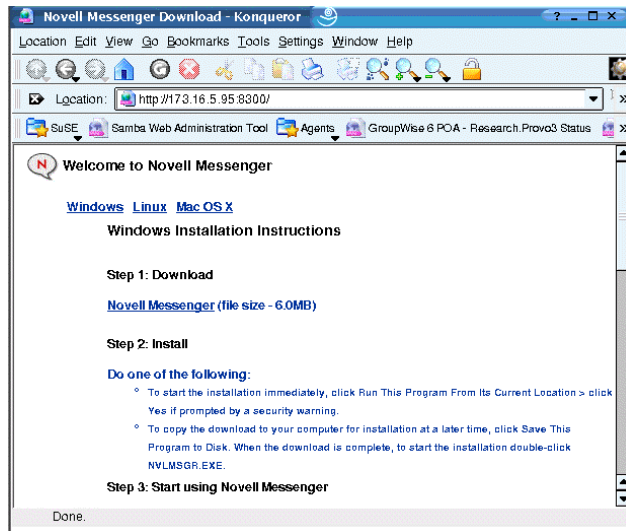 Novell Messenger Download - Konqueror
Location Edit View Go Bookmarks Tools Settings Window Help
Location: http://173.16.5.95:8300/
SuSE Samba Web Administration Tool Agents GroupWise 6 POA - Research.Provo3 Status
N Welcome to Novell Messenger
Windows Linux Mac OS X
Windows Installation Instructions
Step 1: Download
Novell Messenger (file size - 6.0MB)
Step 2: Install
Do one of the following:
° To start the installation immediately, click Run This Program From Its Current Location > click
Yes if prompted by a security warning.
° To copy the download to your computer for installation at a later time, click Save This
Program to Disk. When the download is complete, to start the installation double-click
NVLMSGR.EXE.
Step 3: Start using Novell Messenger
Done.